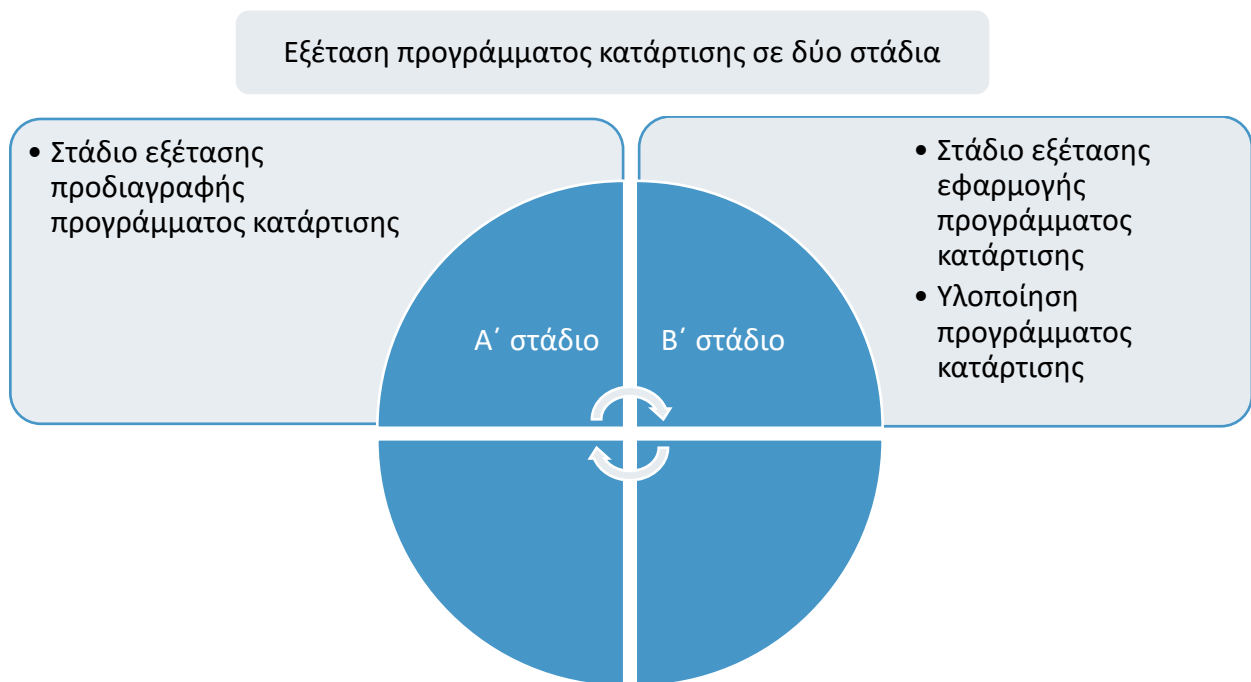 Εξέταση προγράμματος κατάρτισης σε δύο στάδια
• Στάδιο εξέτασης
προδιαγραφής
προγράμματος κατάρτισης
• Στάδιο εξέτασης
εφαρμογής
προγράμματος
κατάρτισης
• Υλοποίηση
προγράμματος
κατάρτισης
Α΄ στάδιο
Β΄ στάδιο